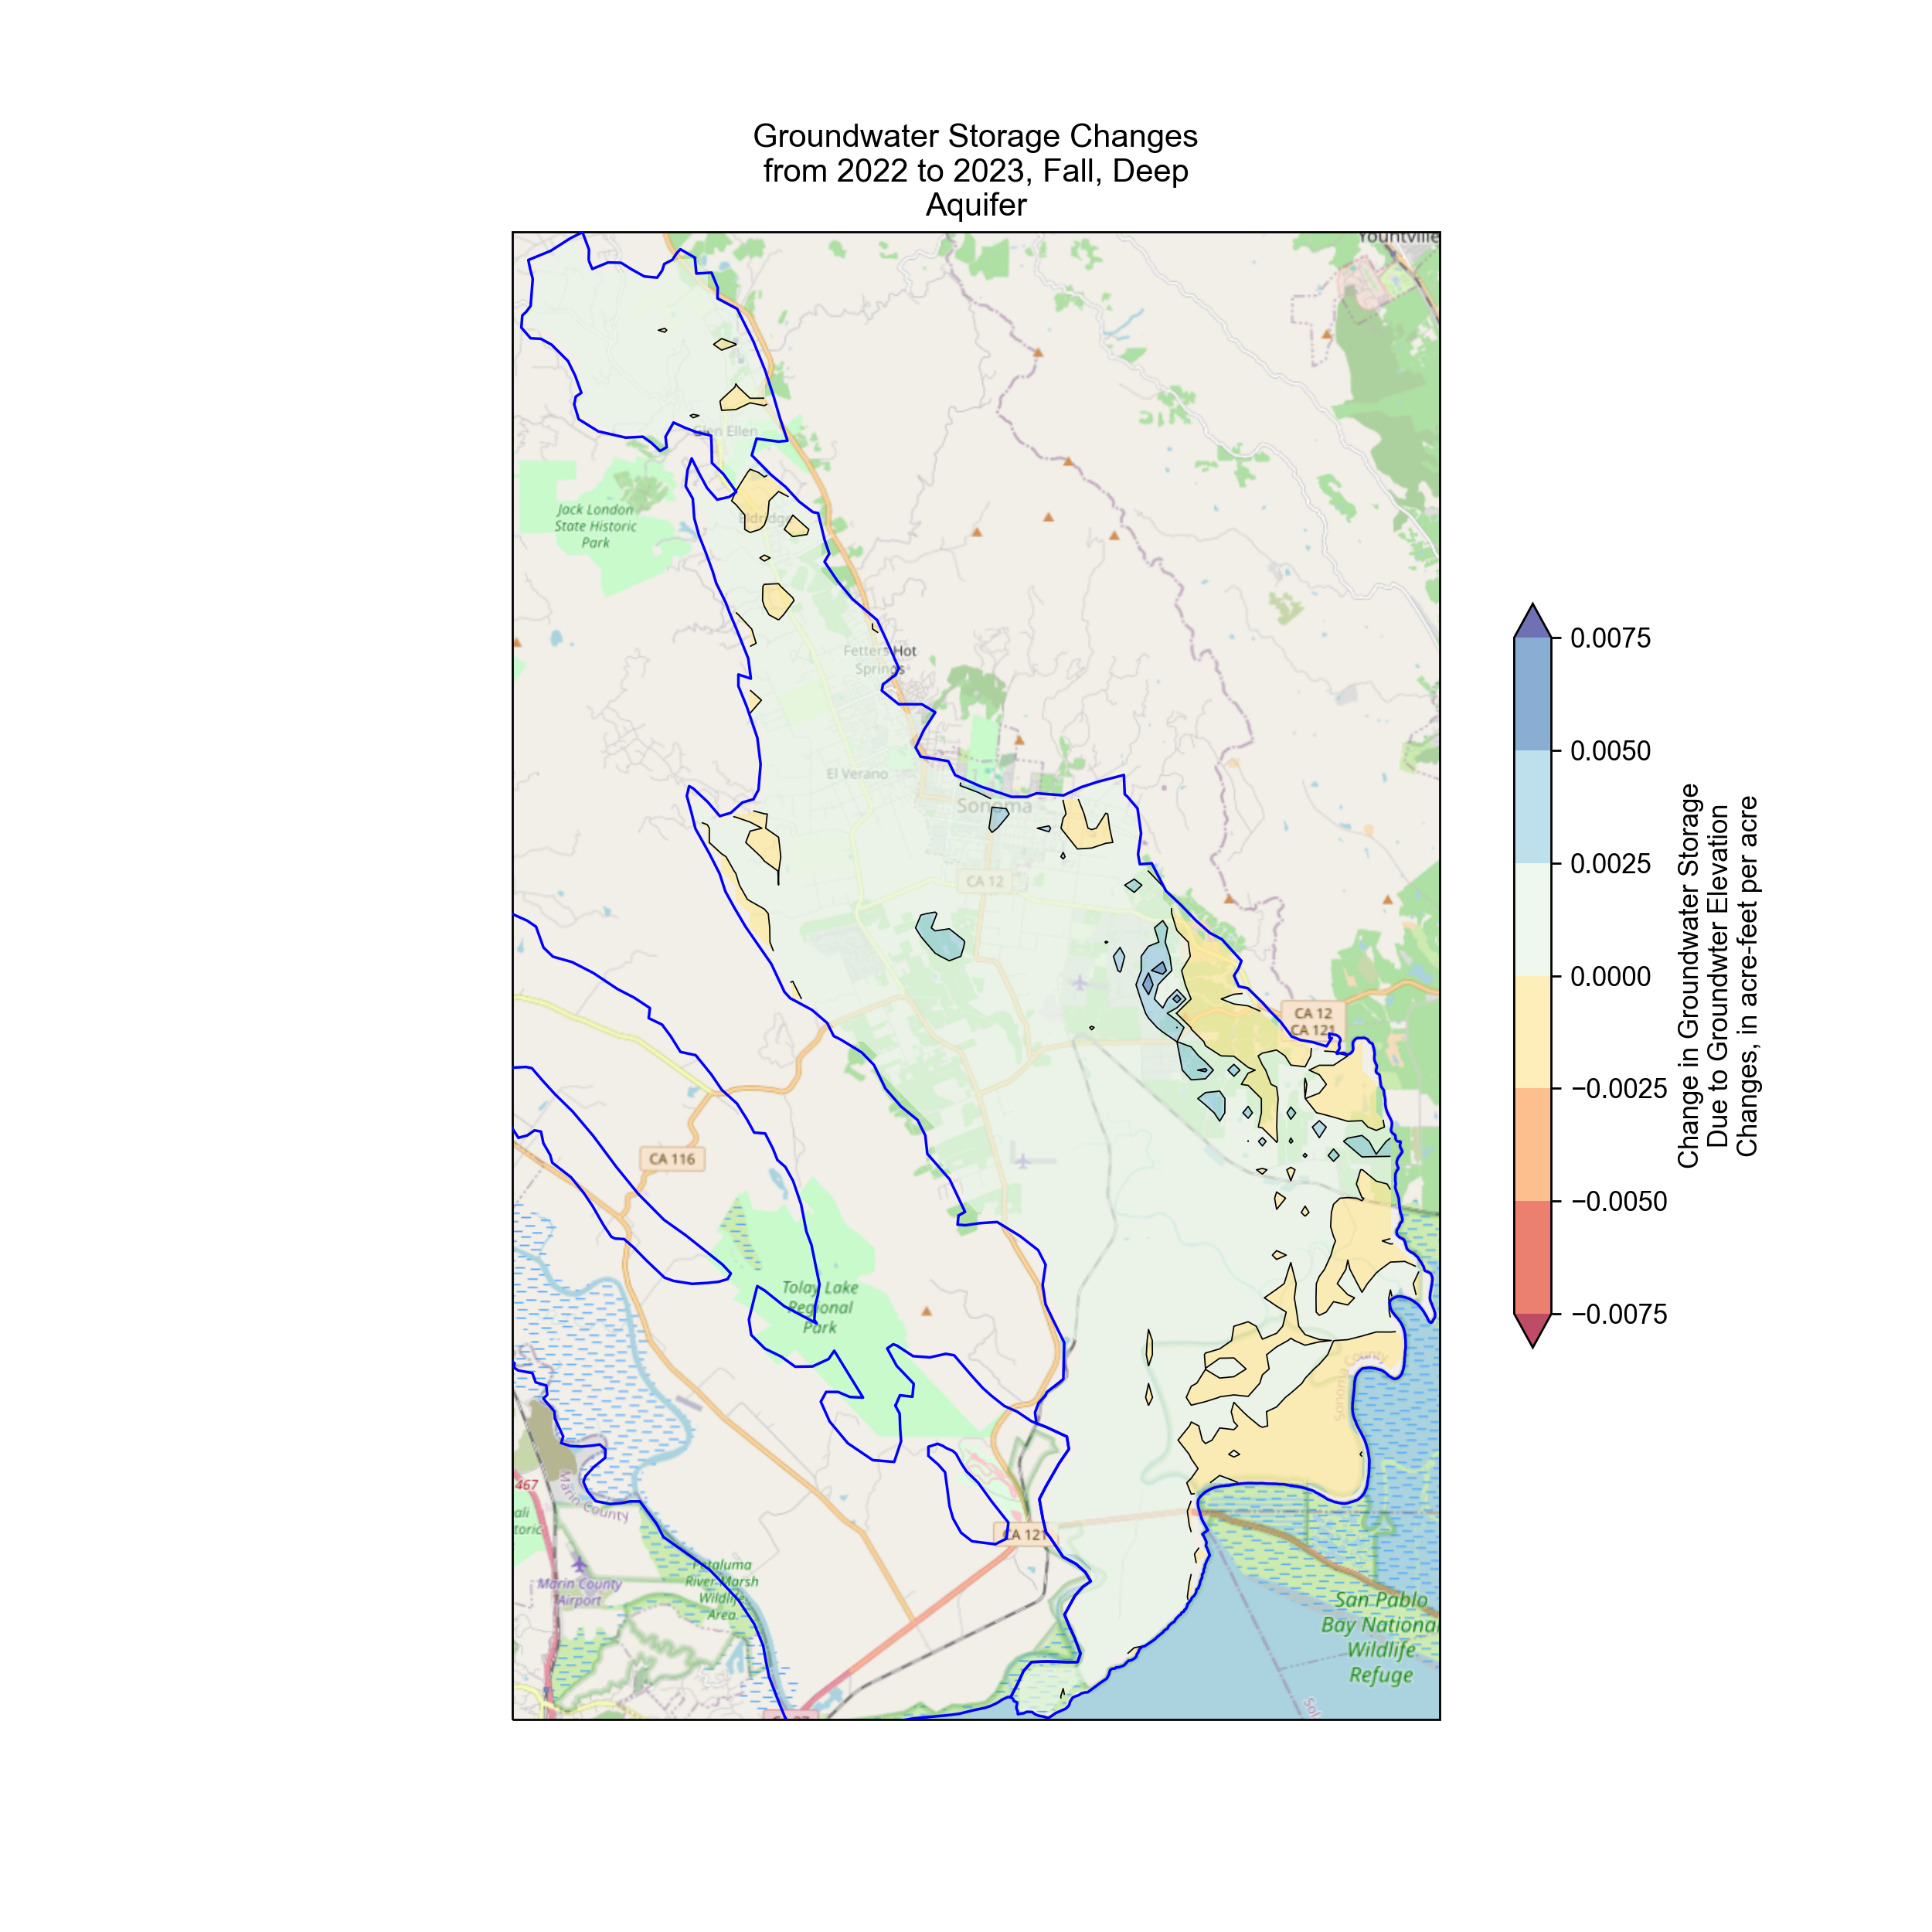 Groundwater Storage Changes
from 2022 to 2023, Fall, Deep
Aquifer
Yountville
Glen Ellen
Jack London
State Historic
Park
Eldridge
Fetters Hot
Springs
El Verano
Sonoma
CA 12
CA 12
CA 121
CA 116
Tolay Lake
Regional
Park
Sonoma County
467
Marin County
ali
toric
CA 121
Petaluma
River Marsh
Wildlife
Area
Marin County
Airport
San Pablo
Bay National
Wildlife
Refuge
Sol
0.0075
0.0050
0.0025
0.0000
−0.0025
−0.0050
−0.0075
Change in Groundwater Storage
Due to Groundwter Elevation
Changes, in acre-feet per acre